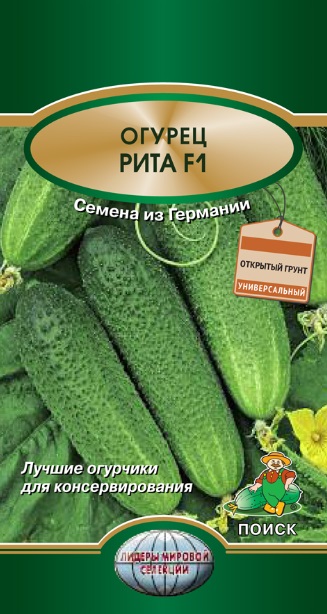 ОГУРЕЦ
РИТА F1
Семена из Германии
ОТКРЫТЫЙ ГРУНТ
УНИВЕРСАЛЬНЫЙ
Лучшие огурчики
для консервирования
ПОИСК
ЛИДЕРЫ МИРОВОЙ
СЕЛЕКЦИИ